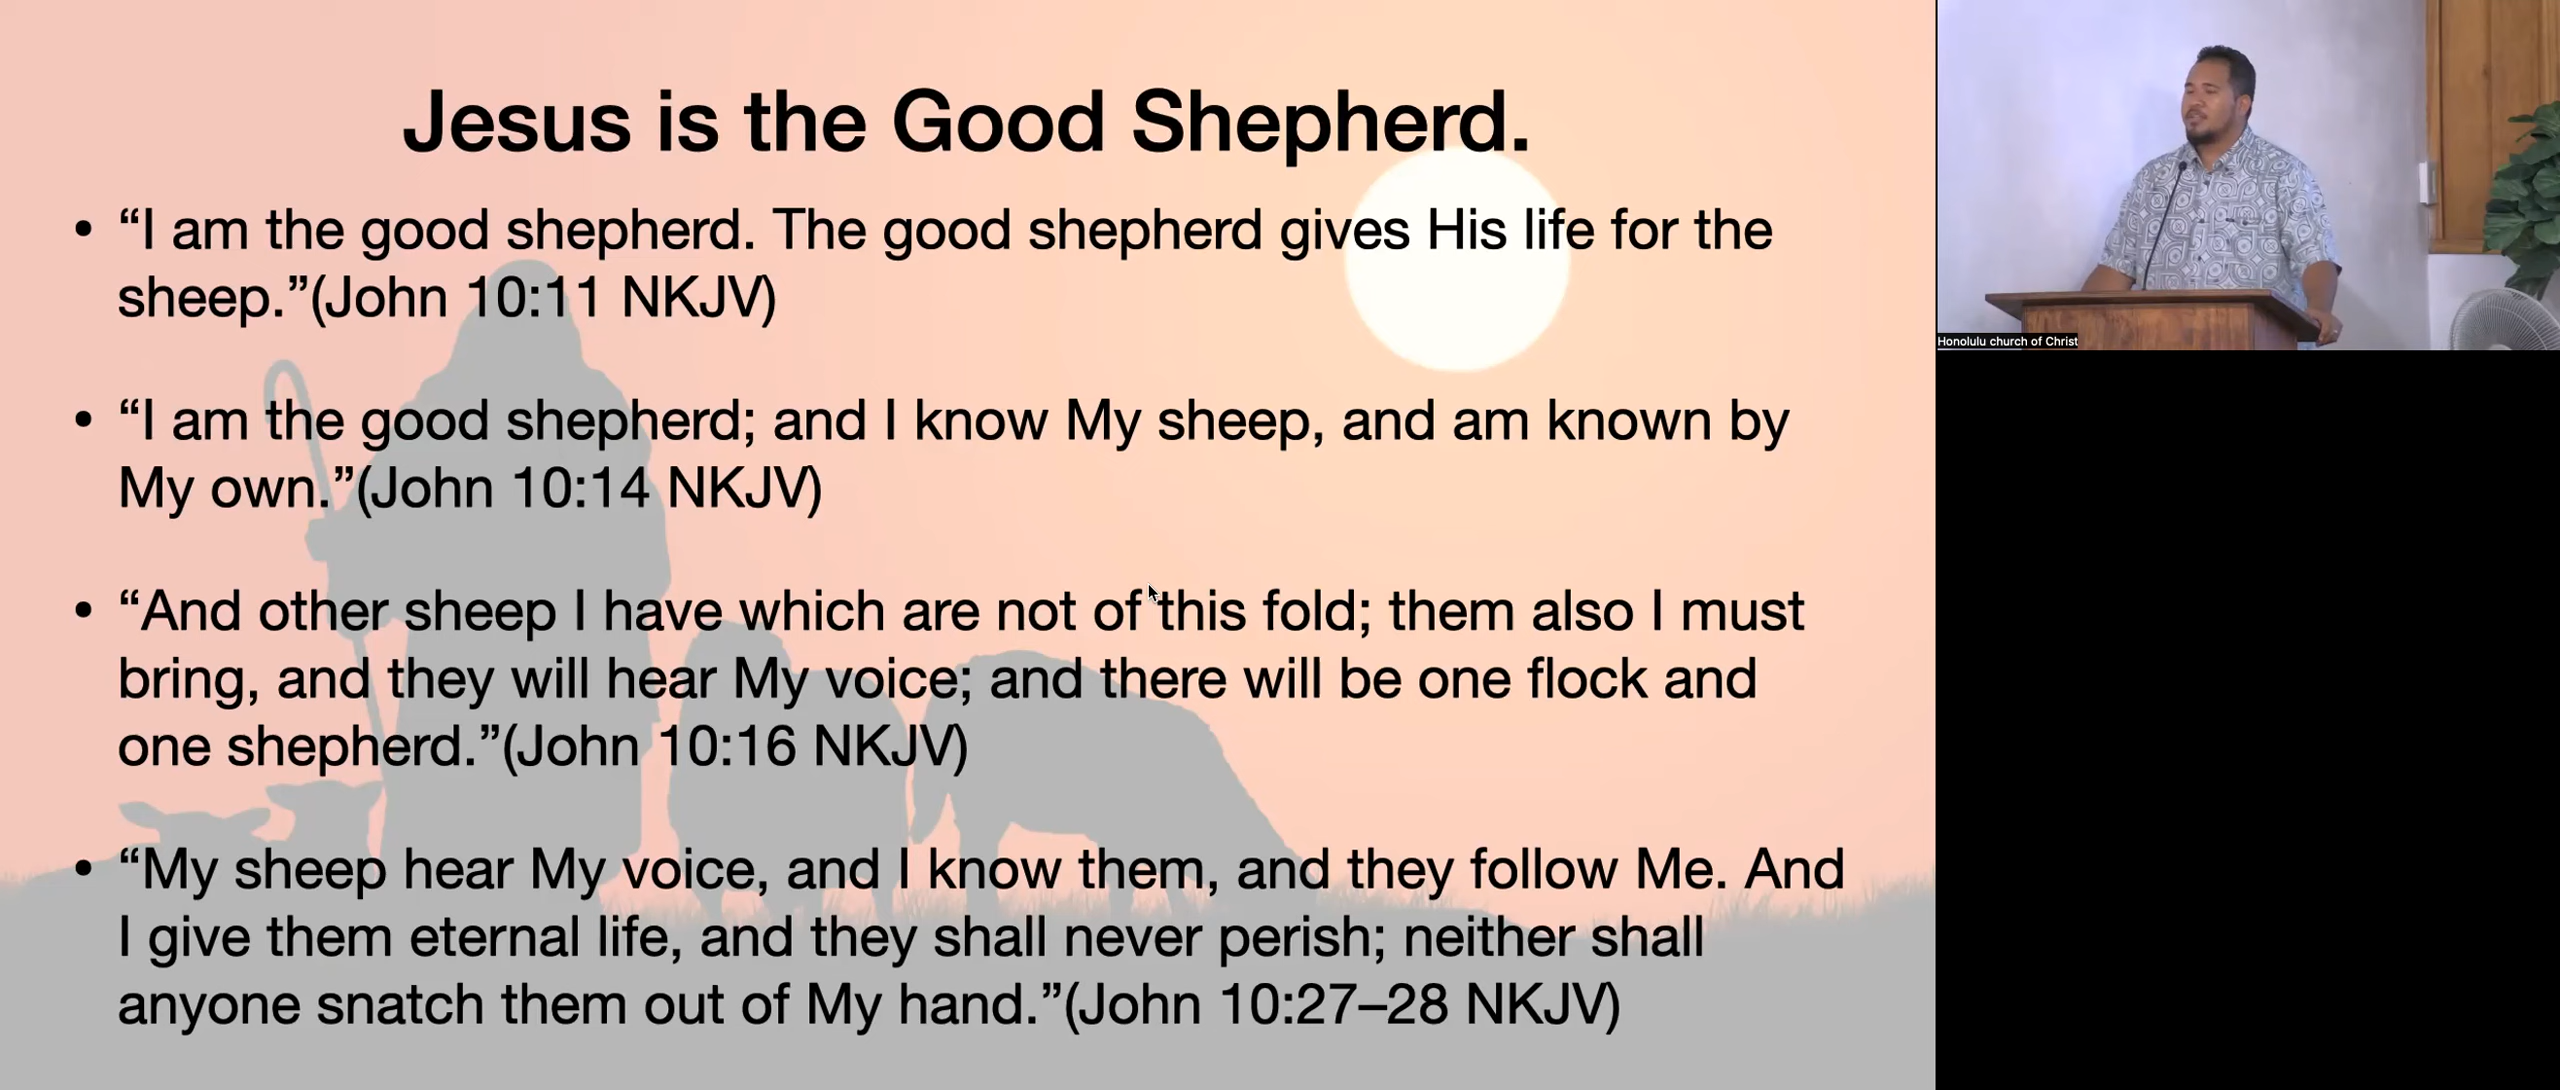 Jesus is the Good Shepherd.
• “I am the good shepherd. The good shepherd gives His life for the
sheep.”(John 10:11 NKJV)
• “I am the good shepherd; and I know My sheep, and am known by
My own.”(John 10:14 NKJV)
• “And other sheep I have which are not of this fold; them also I must
bring, and they will hear My voice; and there will be one flock and
one shepherd.”(John 10:16 NKJV)
• “My sheep hear My voice, and I know them, and they follow Me. And
I give them eternal life, and they shall never perish; neither shall
anyone snatch them out of My hand.”(John 10:27–28 NKJV)
Honolulu church of Christ